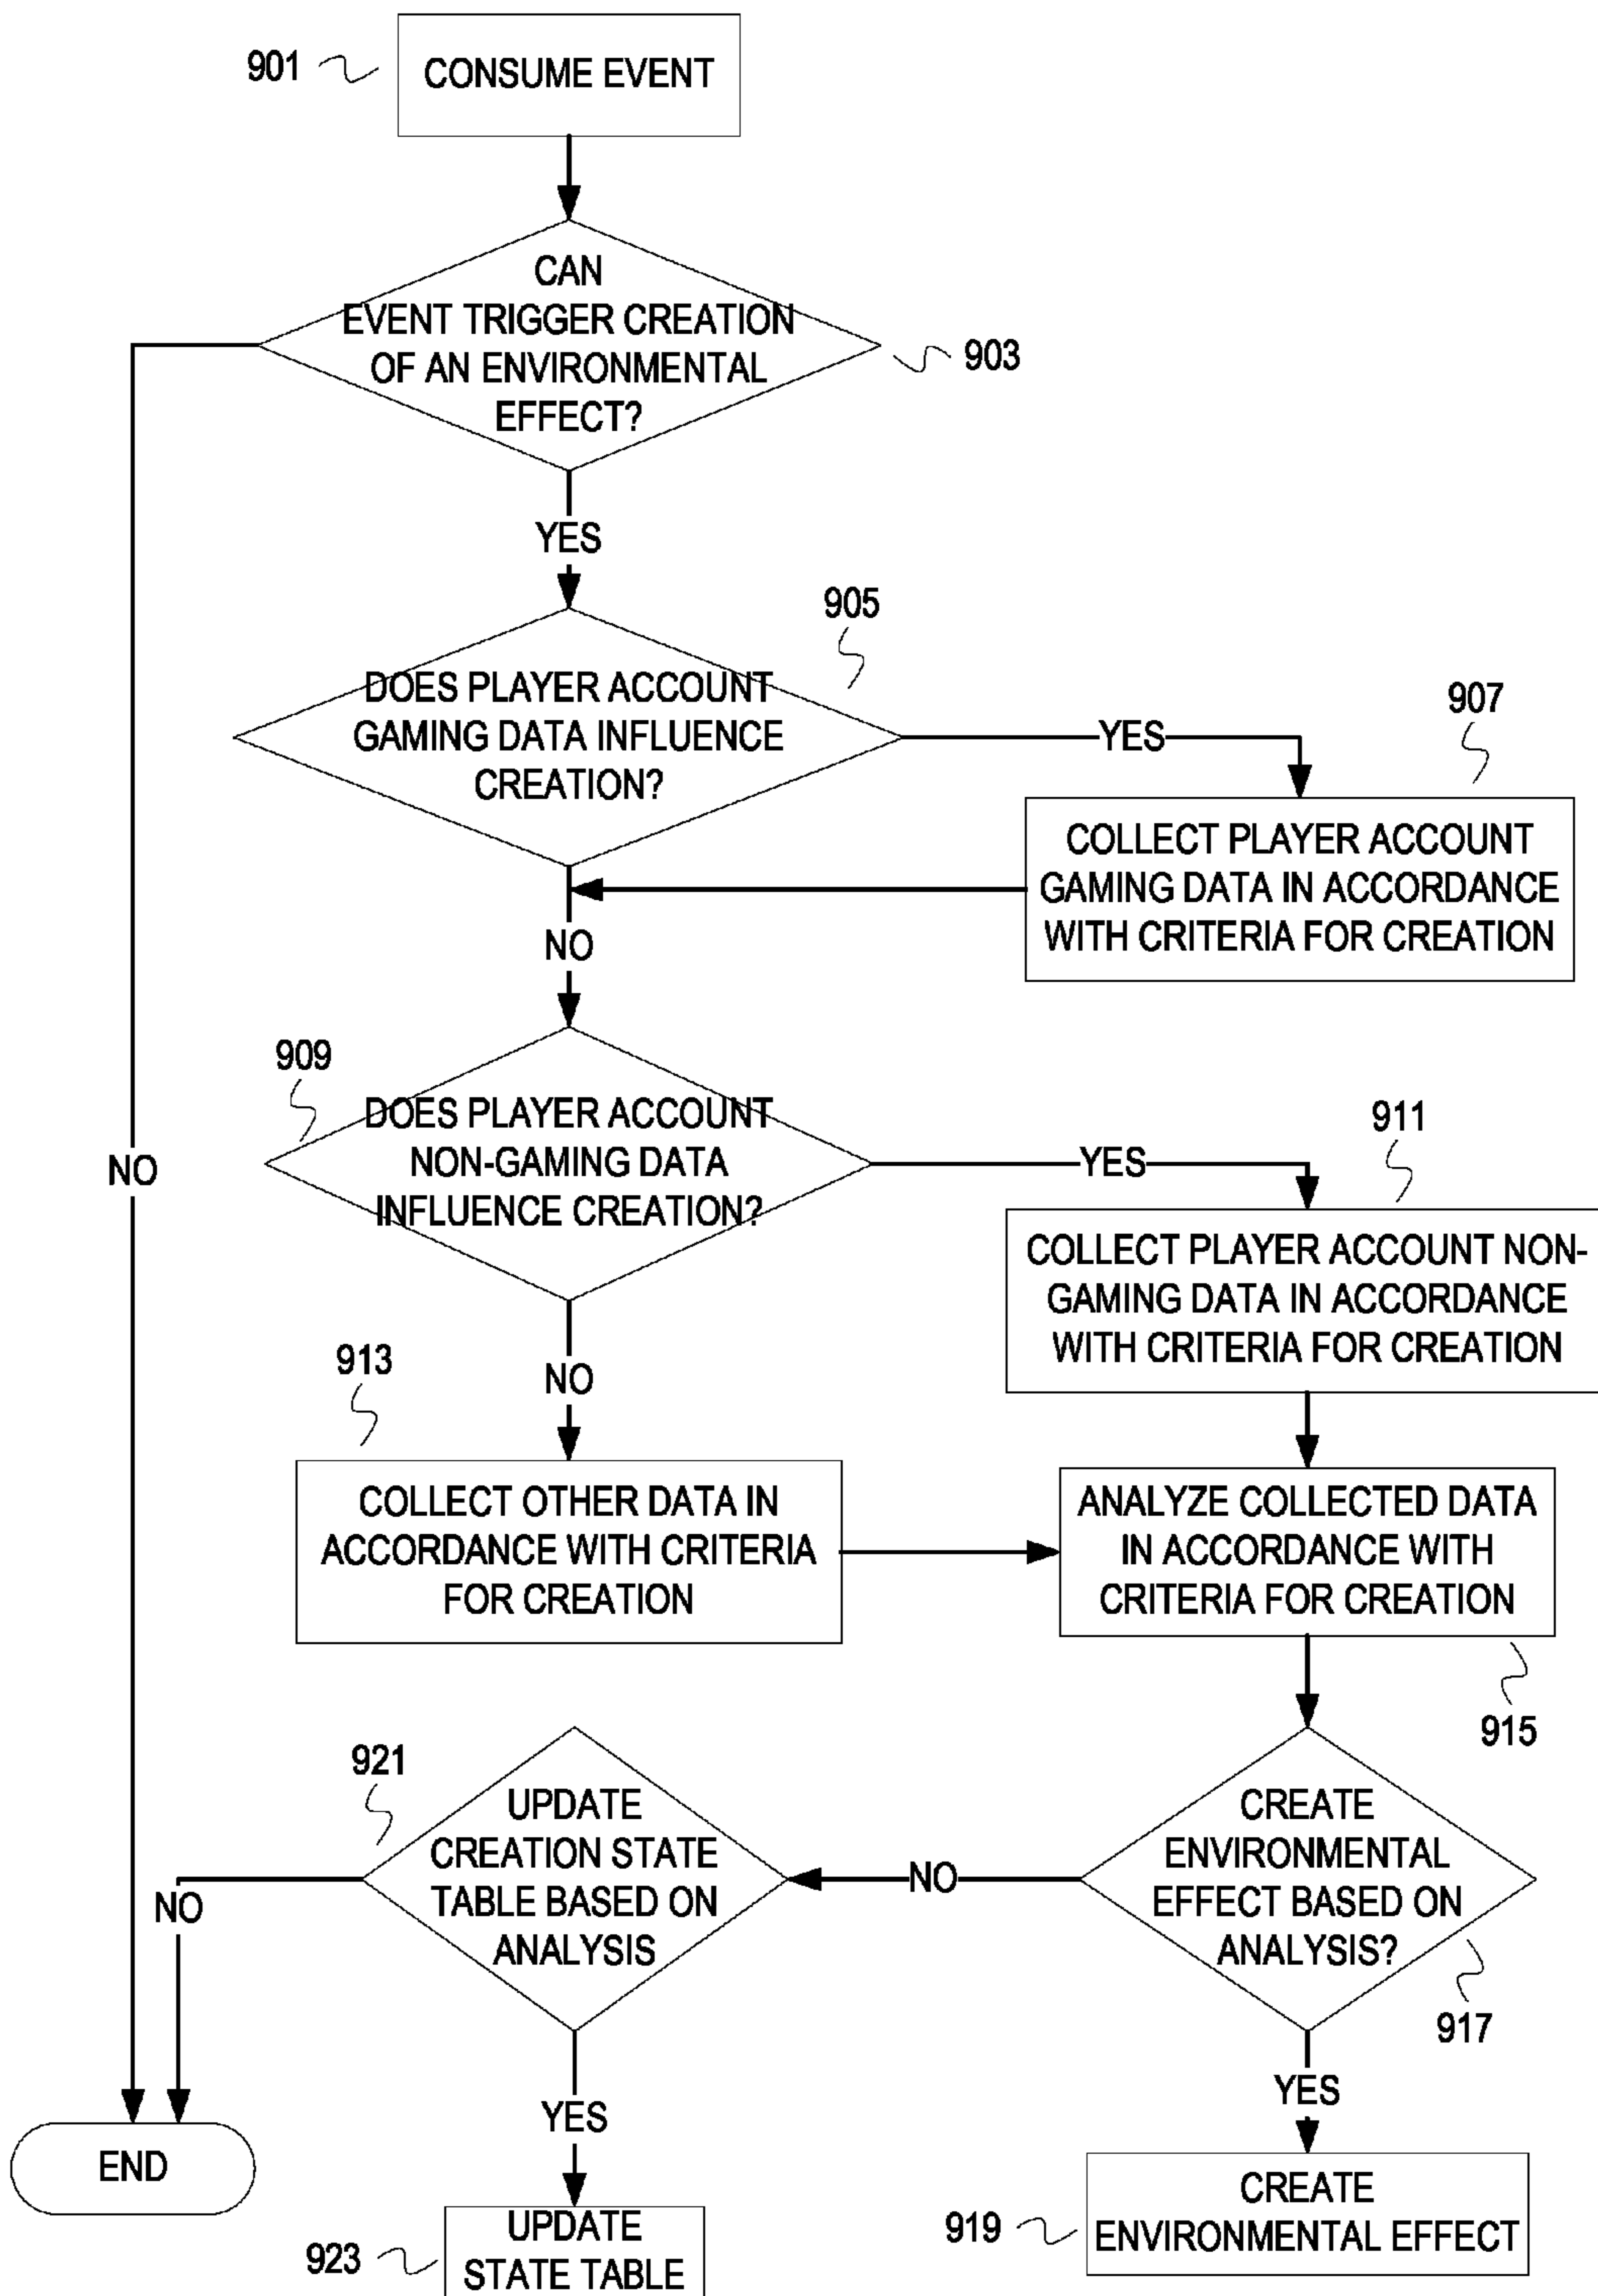 901
CONSUME EVENT
CAN
EVENT TRIGGER CREATION
OF AN ENVIRONMENTAL
EFFECT?
903
YES
905
DOES PLAYER ACCOUNT
GAMING DATA INFLUENCE
CREATION?
YES
907
COLLECT PLAYER ACCOUNT
GAMING DATA IN ACCORDANCE
WITH CRITERIA FOR CREATION
NO
909
DOES PLAYER ACCOUNT
NON-GAMING DATA
INFLUENCE CREATION?
YES
911
NO
COLLECT PLAYER ACCOUNT NON-
GAMING DATA IN ACCORDANCE
WITH CRITERIA FOR CREATION
913
NO
COLLECT OTHER DATA IN
ACCORDANCE WITH CRITERIA
FOR CREATION
ANALYZE COLLECTED DATA
IN ACCORDANCE WITH
CRITERIA FOR CREATION
915
921
UPDATE
CREATION STATE
TABLE BASED ON
ANALYSIS
NO
CREATE
ENVIRONMENTAL
EFFECT BASED ON
ANALYSIS?
917
NO
YES
YES
END
UPDATE
STATE TABLE
923
919
CREATE
ENVIRONMENTAL EFFECT